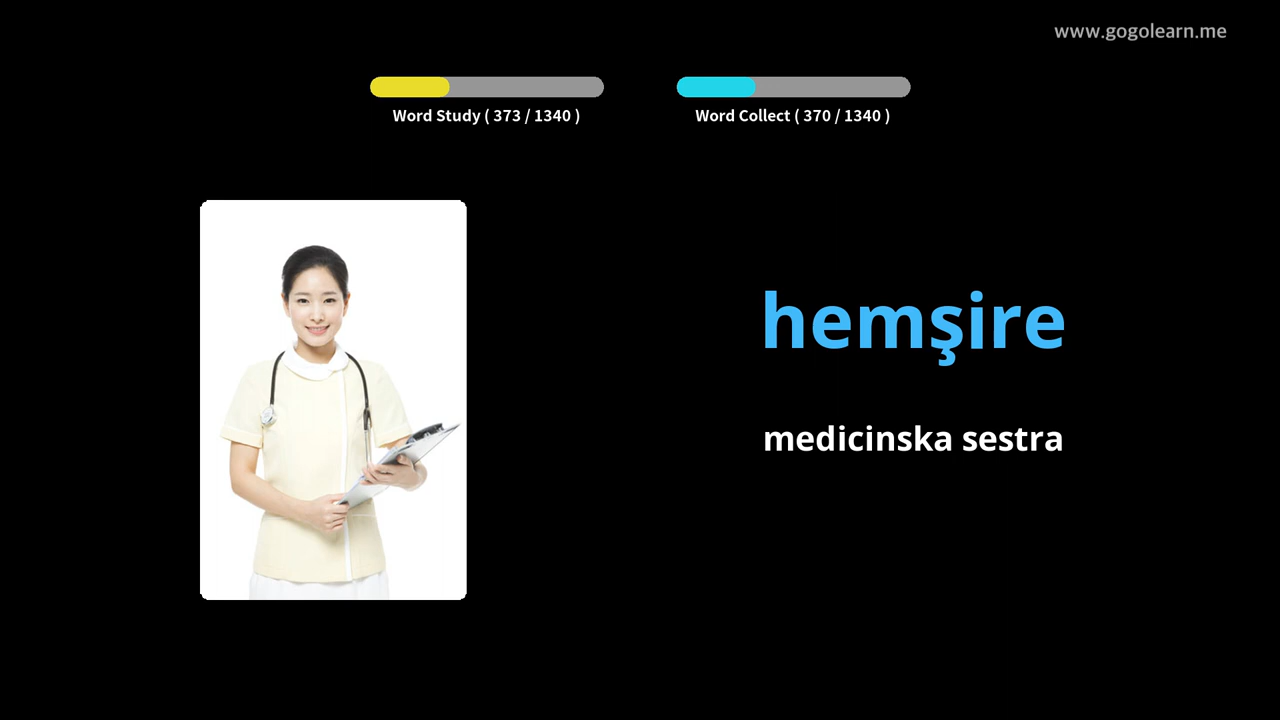 www.gogolearn.me
Word Study ( 373 / 1340 )
Word Collect ( 370 / 1340 )
hemşire
medicinska sestra